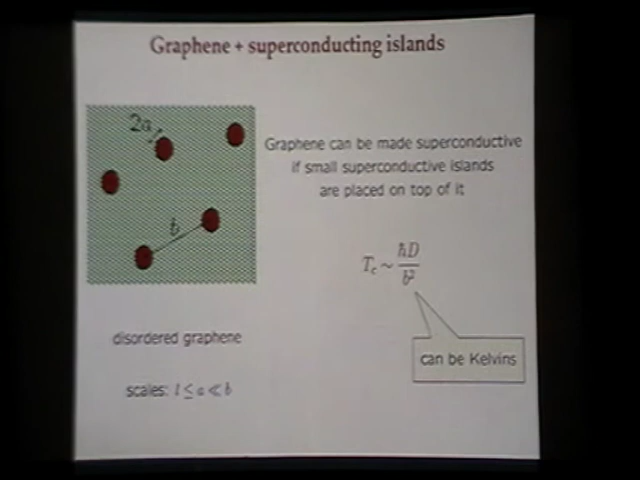 Graphene + superconducting islands
2a
b
Graphene can be made superconductive
if small superconductive islands
are placed on top of it
T_c ~ ħD / b²
can be Kelvins
disordered graphene
scales: l ≤ a ≪ b